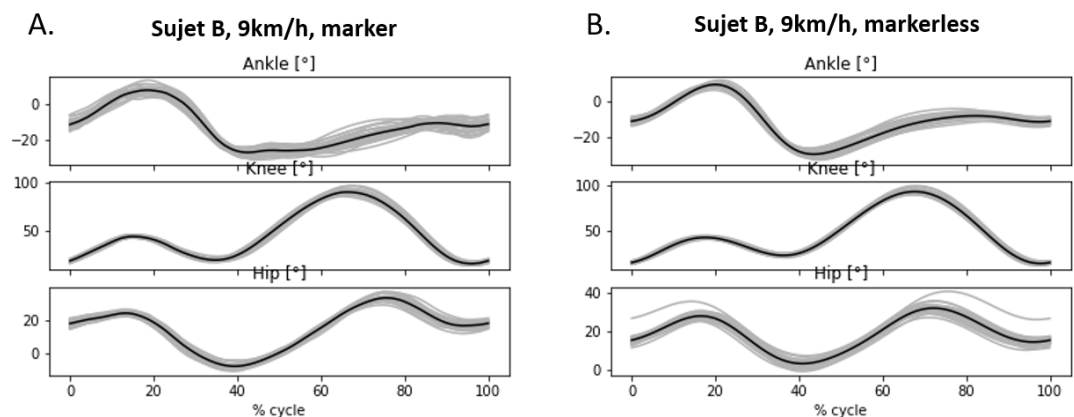 A.
Sujet B, 9km/h, marker
Ankle [°]
0
−20
Knee [°]
100
50
Hip [°]
20
0
0 20 40 60 80 100
% cycle
B.
Sujet B, 9km/h, markerless
Ankle [°]
0
−20
Knee [°]
100
50
Hip [°]
40
20
0
0 20 40 60 80 100
% cycle